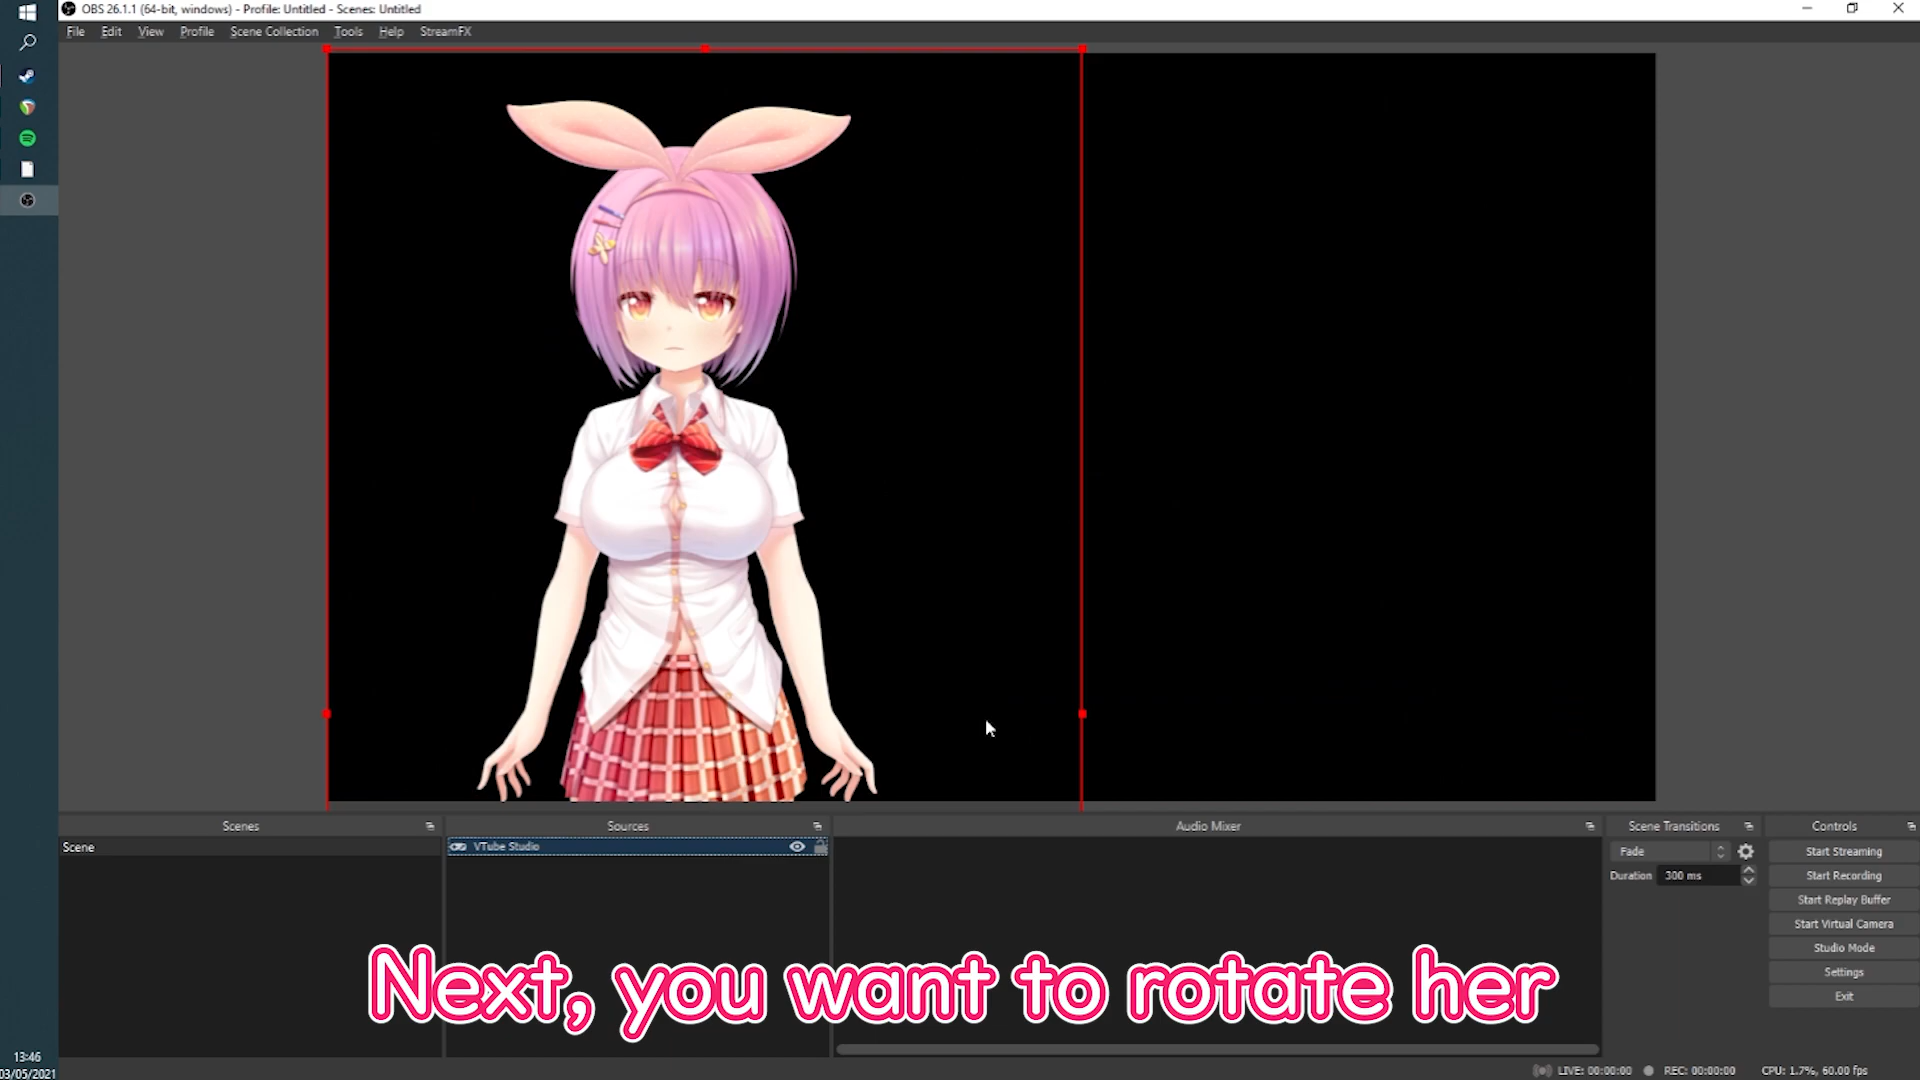 OBS 26.1.1 (64-bit, windows) - Profile: Untitled - Scenes: Untitled
File Edit View Profile Scene Collection Tools Help StreamFX
Scenes
Sources
Audio Mixer
Scene Transitions
Controls
Scene
VTube Studio
Fade
Duration 300 ms
Start Streaming
Start Recording
Start Replay Buffer
Start Virtual Camera
Studio Mode
Settings
Exit
Next, you want to rotate her
13:46
03/05/2021
LIVE: 00:00:00 REC: 00:00:00 CPU: 1.7%, 60.00 fps